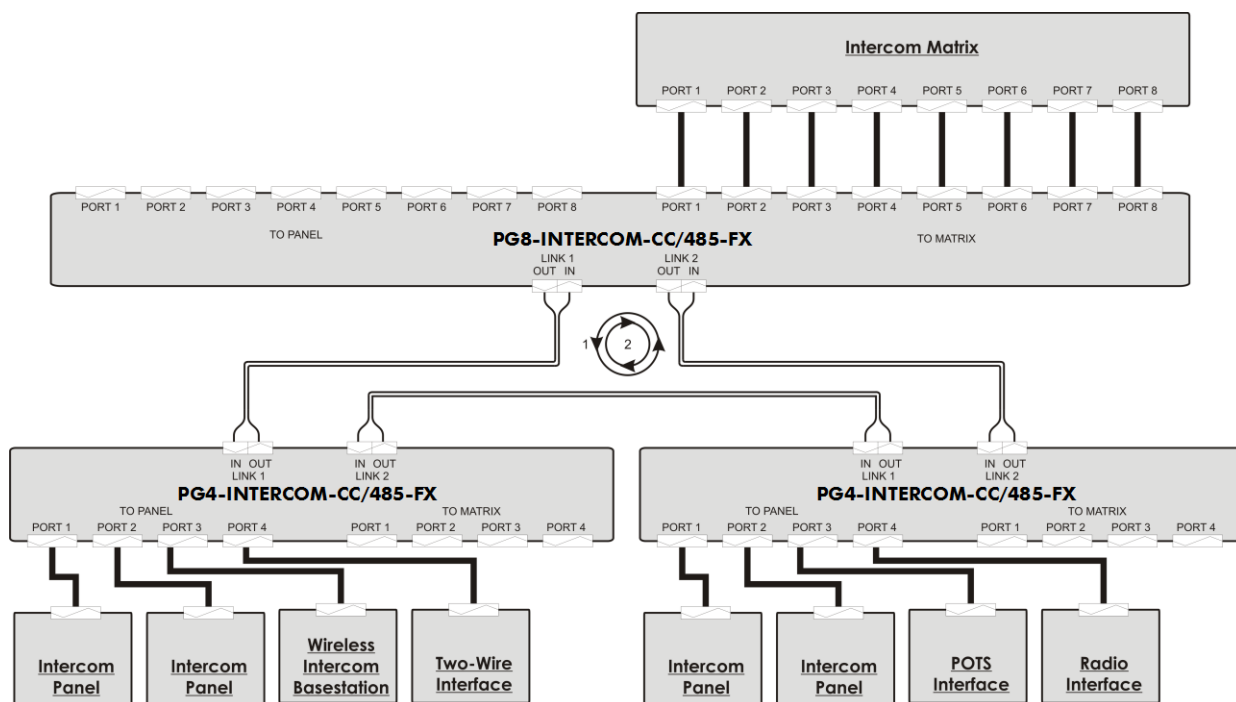 Intercom Matrix
PORT 1 PORT 2 PORT 3 PORT 4 PORT 5 PORT 6 PORT 7 PORT 8
PORT 1 PORT 2 PORT 3 PORT 4 PORT 5 PORT 6 PORT 7 PORT 8 PORT 1 PORT 2 PORT 3 PORT 4 PORT 5 PORT 6 PORT 7 PORT 8
TO PANEL PG8-INTERCOM-CC/485-FX TO MATRIX
LINK 1 LINK 2
OUT IN OUT IN
1 2
IN OUT IN OUT
LINK 1 LINK 2
PG4-INTERCOM-CC/485-FX
TO PANEL TO MATRIX
PORT 1 PORT 2 PORT 3 PORT 4 PORT 1 PORT 2 PORT 3 PORT 4
Intercom
Panel
Intercom
Panel
Wireless
Intercom
Basestation
Two-Wire
Interface
IN OUT IN OUT
LINK 1 LINK 2
PG4-INTERCOM-CC/485-FX
TO PANEL TO MATRIX
PORT 1 PORT 2 PORT 3 PORT 4 PORT 1 PORT 2 PORT 3 PORT 4
Intercom
Panel
Intercom
Panel
POTS
Interface
Radio
Interface